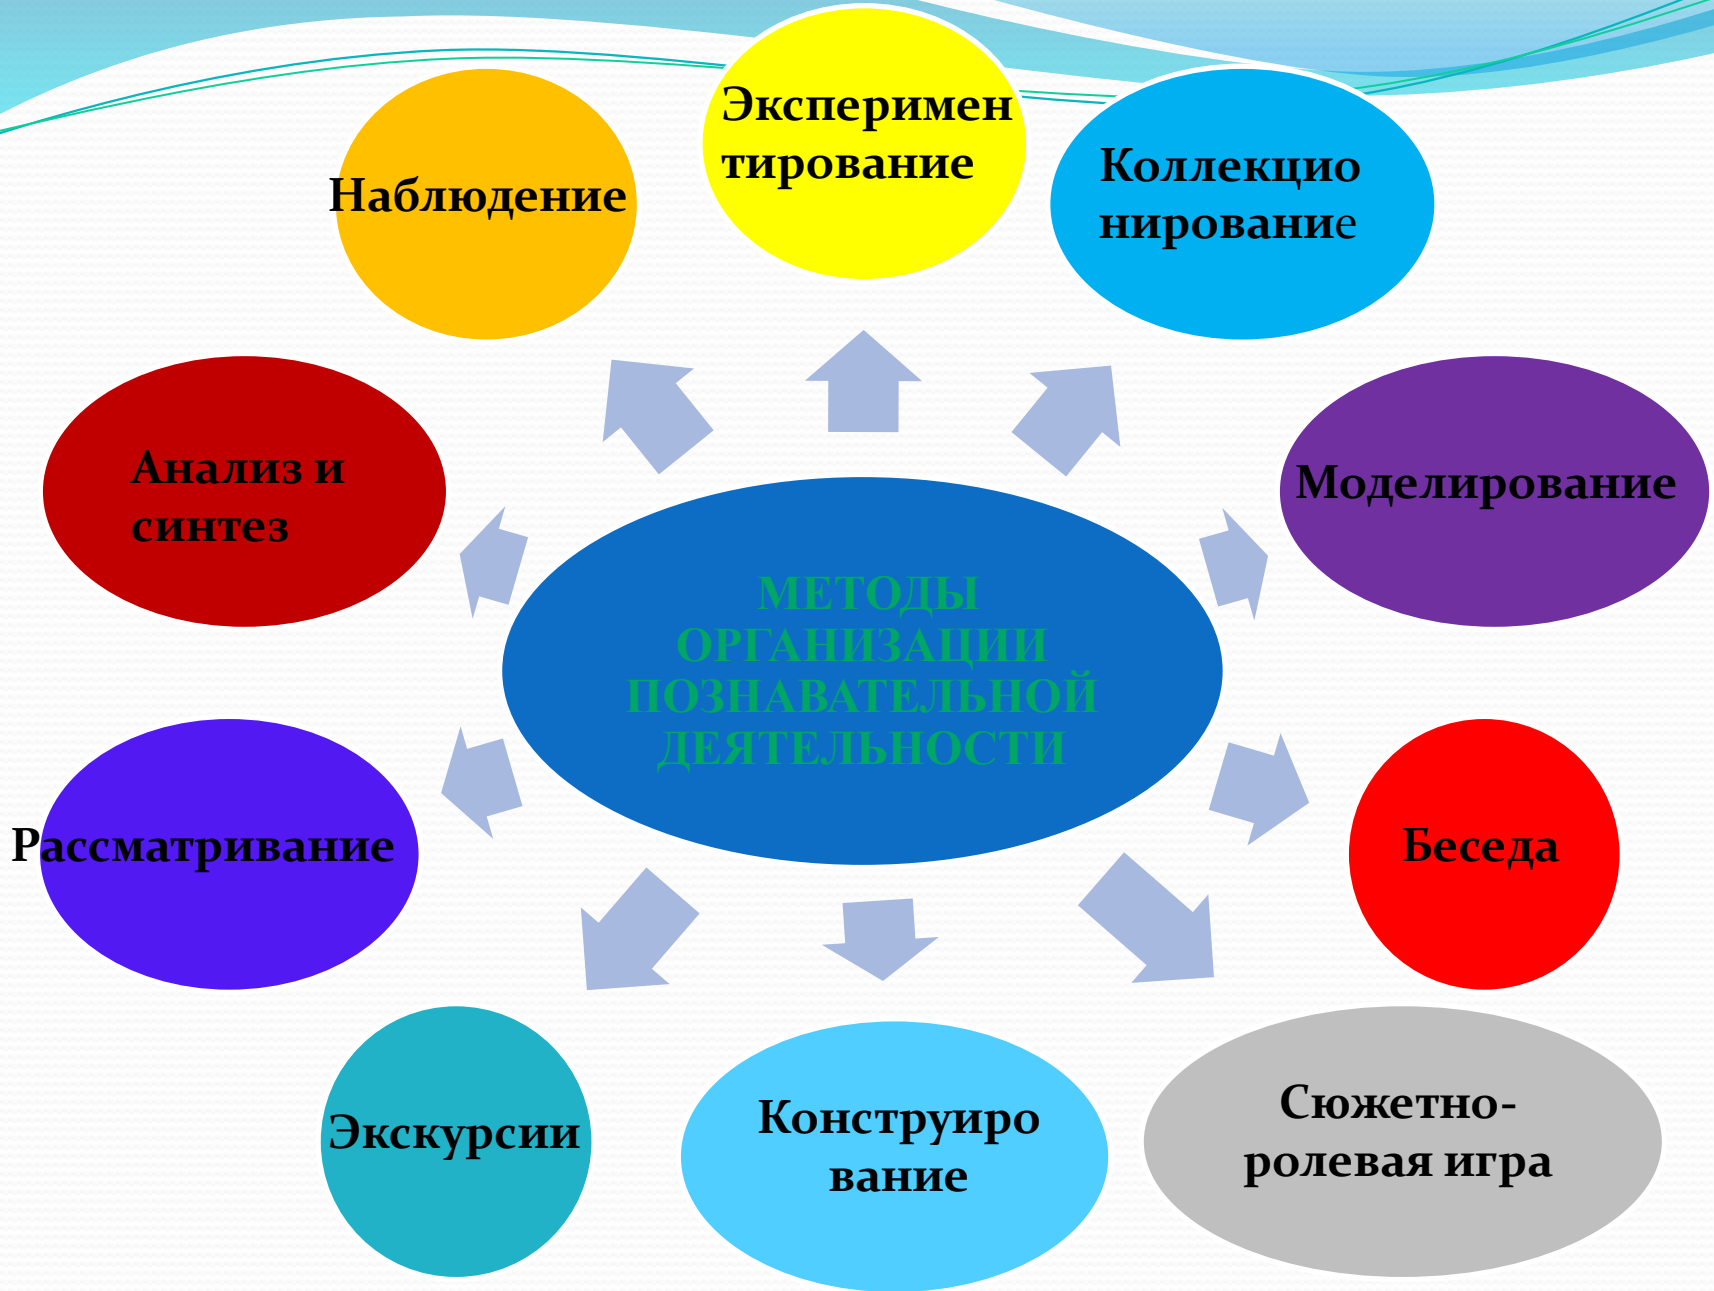 Эксперимен
тирование
Наблюдение
Коллекцио
нирование
Анализ и
синтез
Моделирование
МЕТОДЫ
ОРГАНИЗАЦИИ
ПОЗНАВАТЕЛЬНОЙ
ДЕЯТЕЛЬНОСТИ
Рассматривание
Беседа
Экскурсии
Конструиро
вание
Сюжетно-
ролевая игра